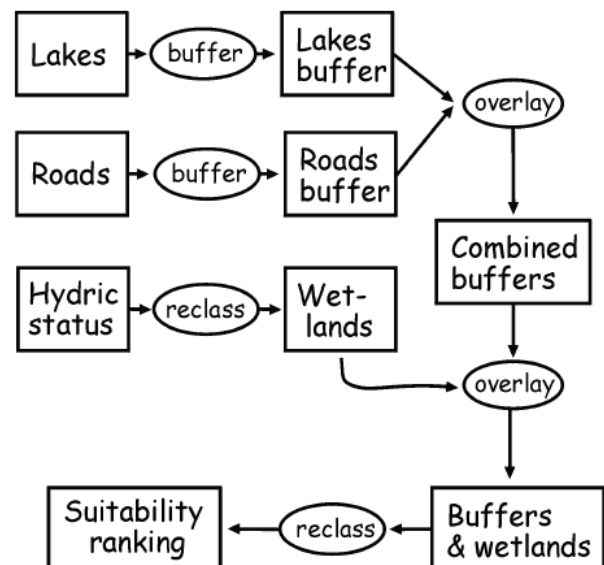 Lakes
buffer
Lakes
buffer
overlay
Roads
buffer
Roads
buffer
Combined
buffers
Hydric
status
reclass
Wet-
lands
overlay
Suitability
ranking
reclass
Buffers
& wetlands